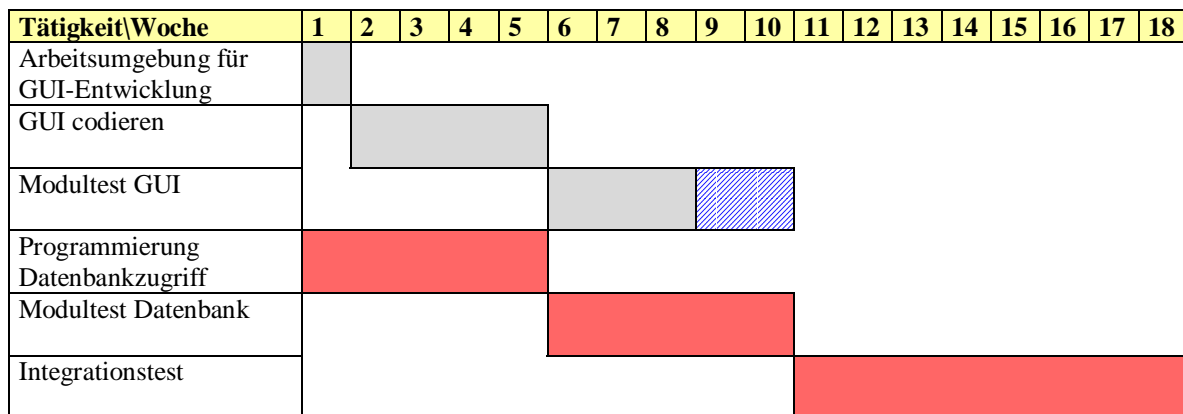 Tätigkeit\Woche 1 2 3 4 5 6 7 8 9 10 11 12 13 14 15 16 17 18
Arbeitsumgebung für
GUI-Entwicklung
GUI codieren
Modultest GUI
Programmierung
Datenbankzugriff
Modultest Datenbank
Integrationstest